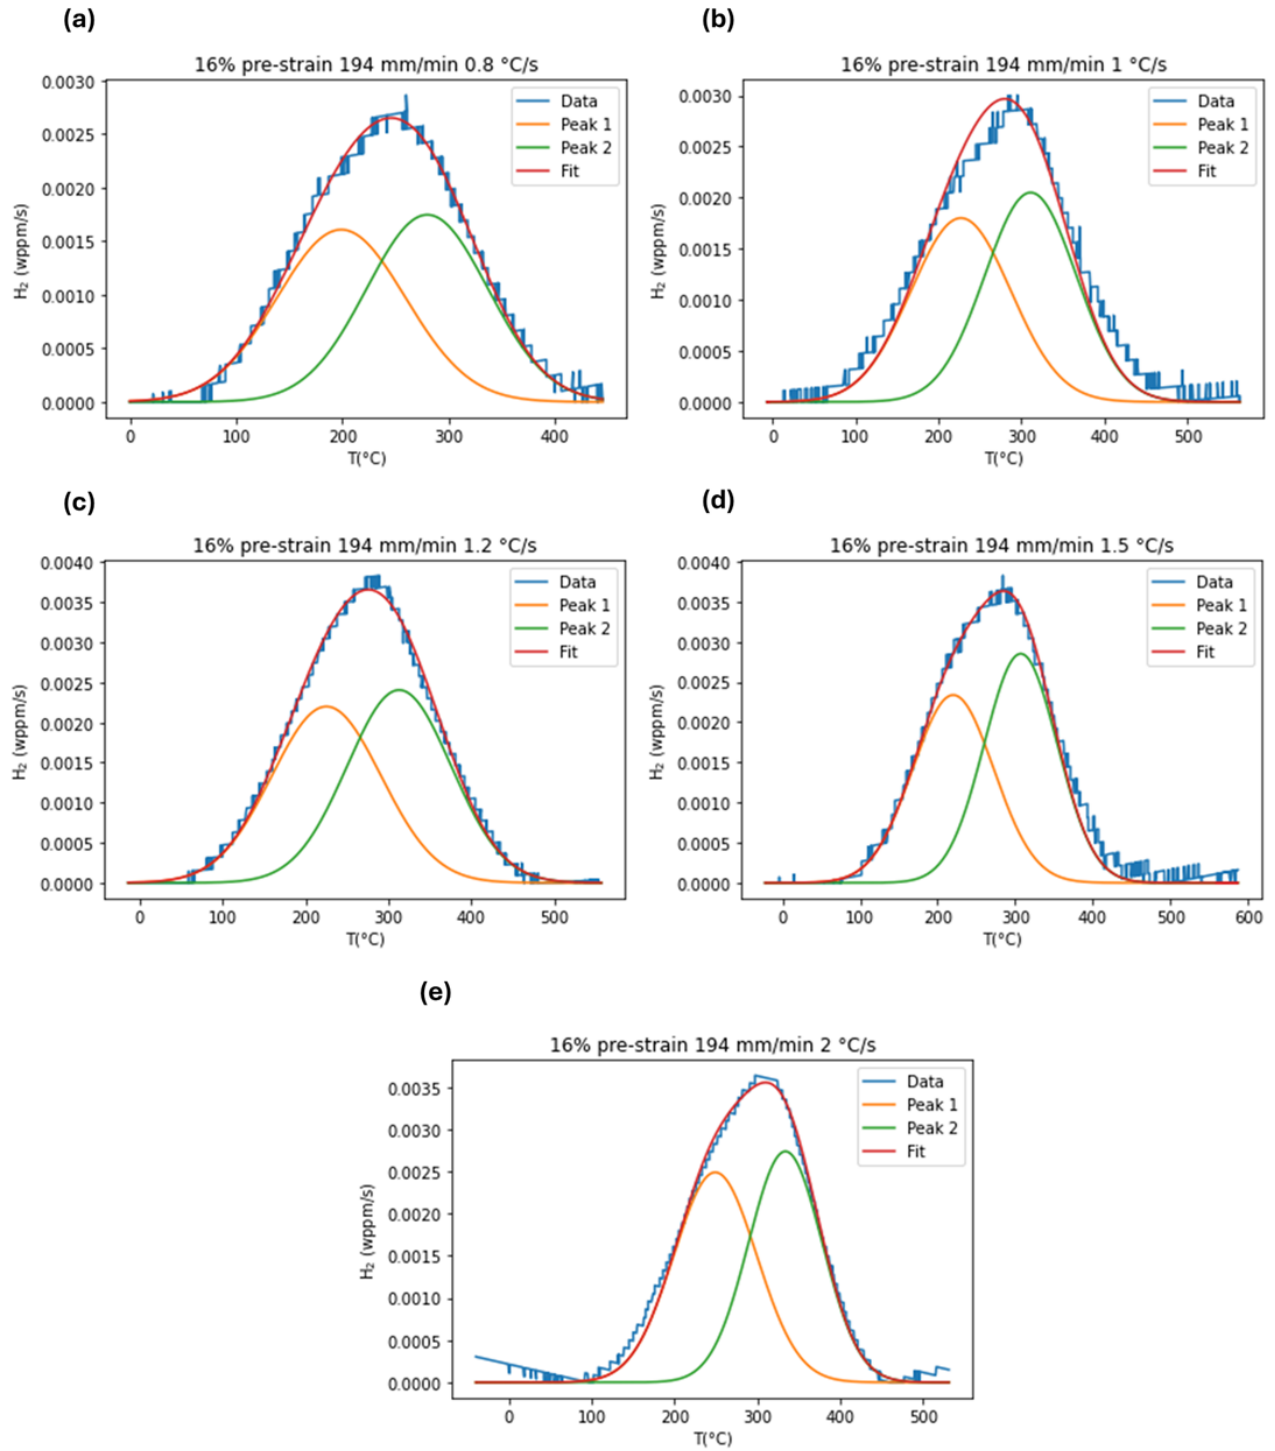 (a)
16% pre-strain 194 mm/min 0.8 °C/s
0.0030
0.0025
0.0020
0.0015
0.0010
0.0005
0.0000
H₂ (wppm/s)
Data
Peak 1
Peak 2
Fit
0 100 200 300 400
T(°C)
(b)
16% pre-strain 194 mm/min 1 °C/s
0.0030
0.0025
0.0020
0.0015
0.0010
0.0005
0.0000
H₂ (wppm/s)
Data
Peak 1
Peak 2
Fit
0 100 200 300 400 500
T(°C)
(c)
16% pre-strain 194 mm/min 1.2 °C/s
0.0040
0.0035
0.0030
0.0025
0.0020
0.0015
0.0010
0.0005
0.0000
H₂ (wppm/s)
Data
Peak 1
Peak 2
Fit
0 100 200 300 400 500
T(°C)
(d)
16% pre-strain 194 mm/min 1.5 °C/s
0.0040
0.0035
0.0030
0.0025
0.0020
0.0015
0.0010
0.0005
0.0000
H₂ (wppm/s)
Data
Peak 1
Peak 2
Fit
0 100 200 300 400 500 600
T(°C)
(e)
16% pre-strain 194 mm/min 2 °C/s
0.0035
0.0030
0.0025
0.0020
0.0015
0.0010
0.0005
0.0000
H₂ (wppm/s)
Data
Peak 1
Peak 2
Fit
0 100 200 300 400 500
T(°C)